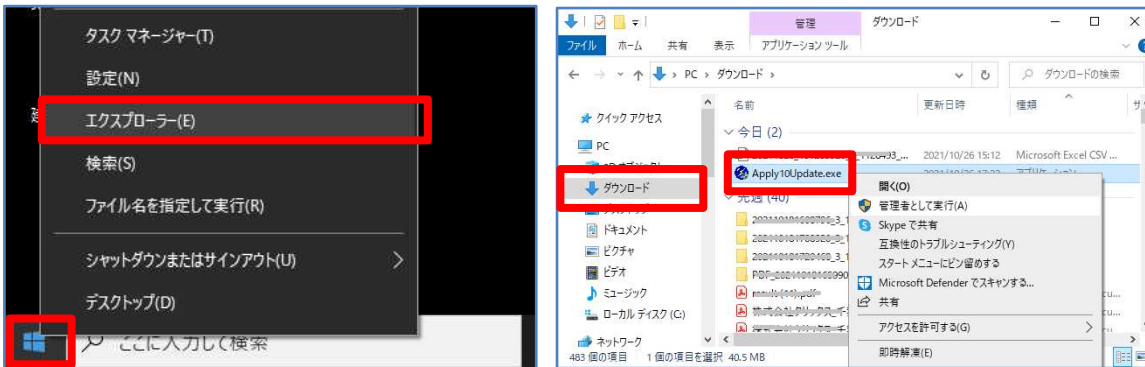 タスク マネージャー(T)
設定(N)
エクスプローラー(E)
検索(S)
ファイル名を指定して実行(R)
シャットダウンまたはサインアウト(U)
デスクトップ(D)
ここに入力して検索
管理
ダウンロード
ファイル
ホーム
共有
表示
アプリケーション ツール
PC
ダウンロード
ダウンロードの検索
名前
更新日時
種類
クイック アクセス
PC
ダウンロード
ドキュメント
ピクチャ
ビデオ
ミュージック
ローカル ディスク (C:)
ネットワーク
今日 (2)
2021/10/26 15:12 Microsoft Excel CSV ...
Apply10Update.exe
先週 (40)
開く(O)
管理者として実行(A)
Skype で共有
互換性のトラブルシューティング(Y)
スタート メニューにピン留めする
Microsoft Defender でスキャンする...
共有
アクセスを許可する(G)
即時解凍(E)
483 個の項目
1 個の項目を選択 40.5 MB